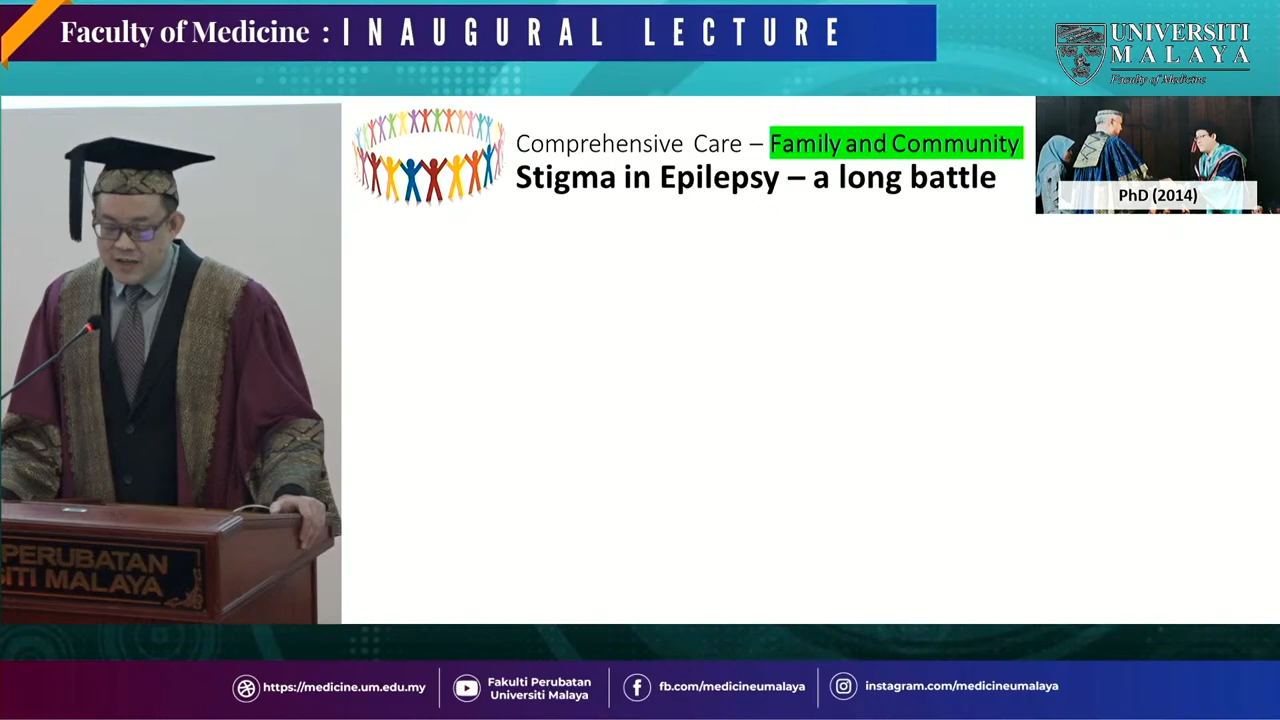 Faculty of Medicine : INAUGURAL LECTURE
UNIVERSITI
MALAYA
Faculty of Medicine
Comprehensive Care – Family and Community
Stigma in Epilepsy – a long battle
PhD (2014)
PERUBATAN
SITI MALAYA
https://medicine.um.edu.my
Fakulti Perubatan
Universiti Malaya
fb.com/medicineumalaya
instagram.com/medicineumalaya